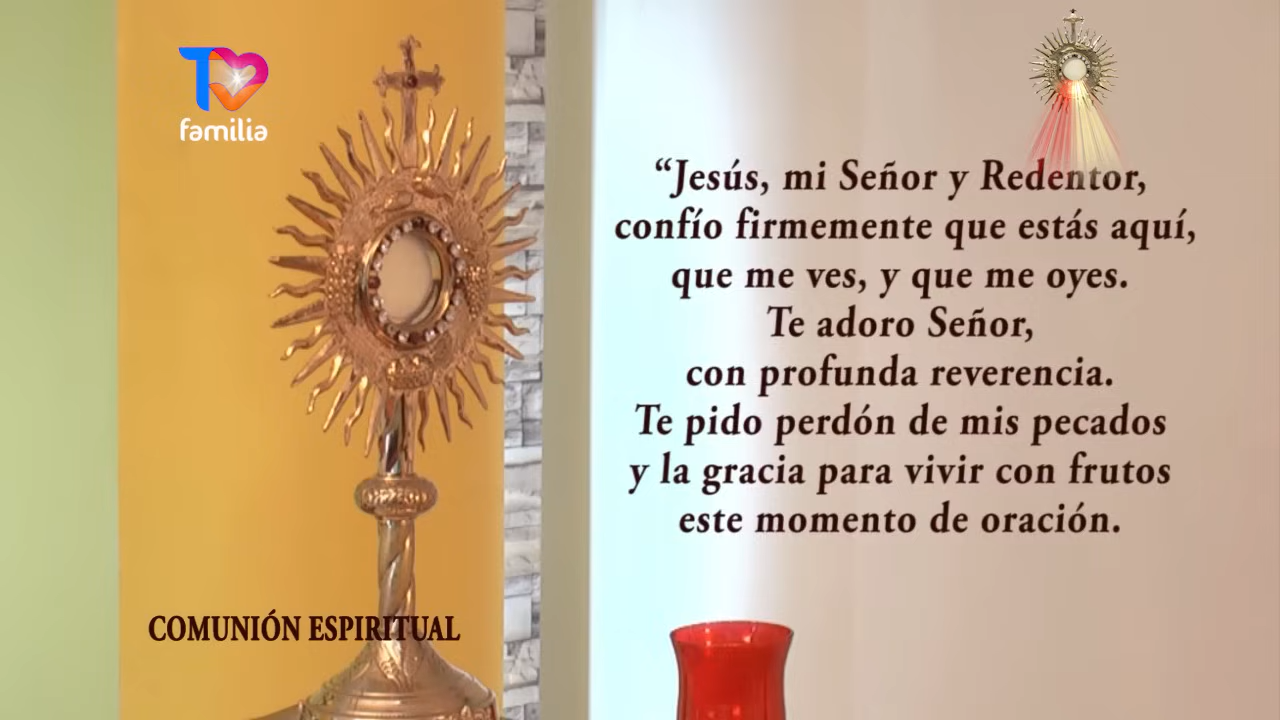 TV
familia
“Jesús, mi Señor y Redentor,
confío firmemente que estás aquí,
que me ves, y que me oyes.
Te adoro Señor,
con profunda reverencia.
Te pido perdón de mis pecados
y la gracia para vivir con frutos
este momento de oración.
COMUNIÓN ESPIRITUAL